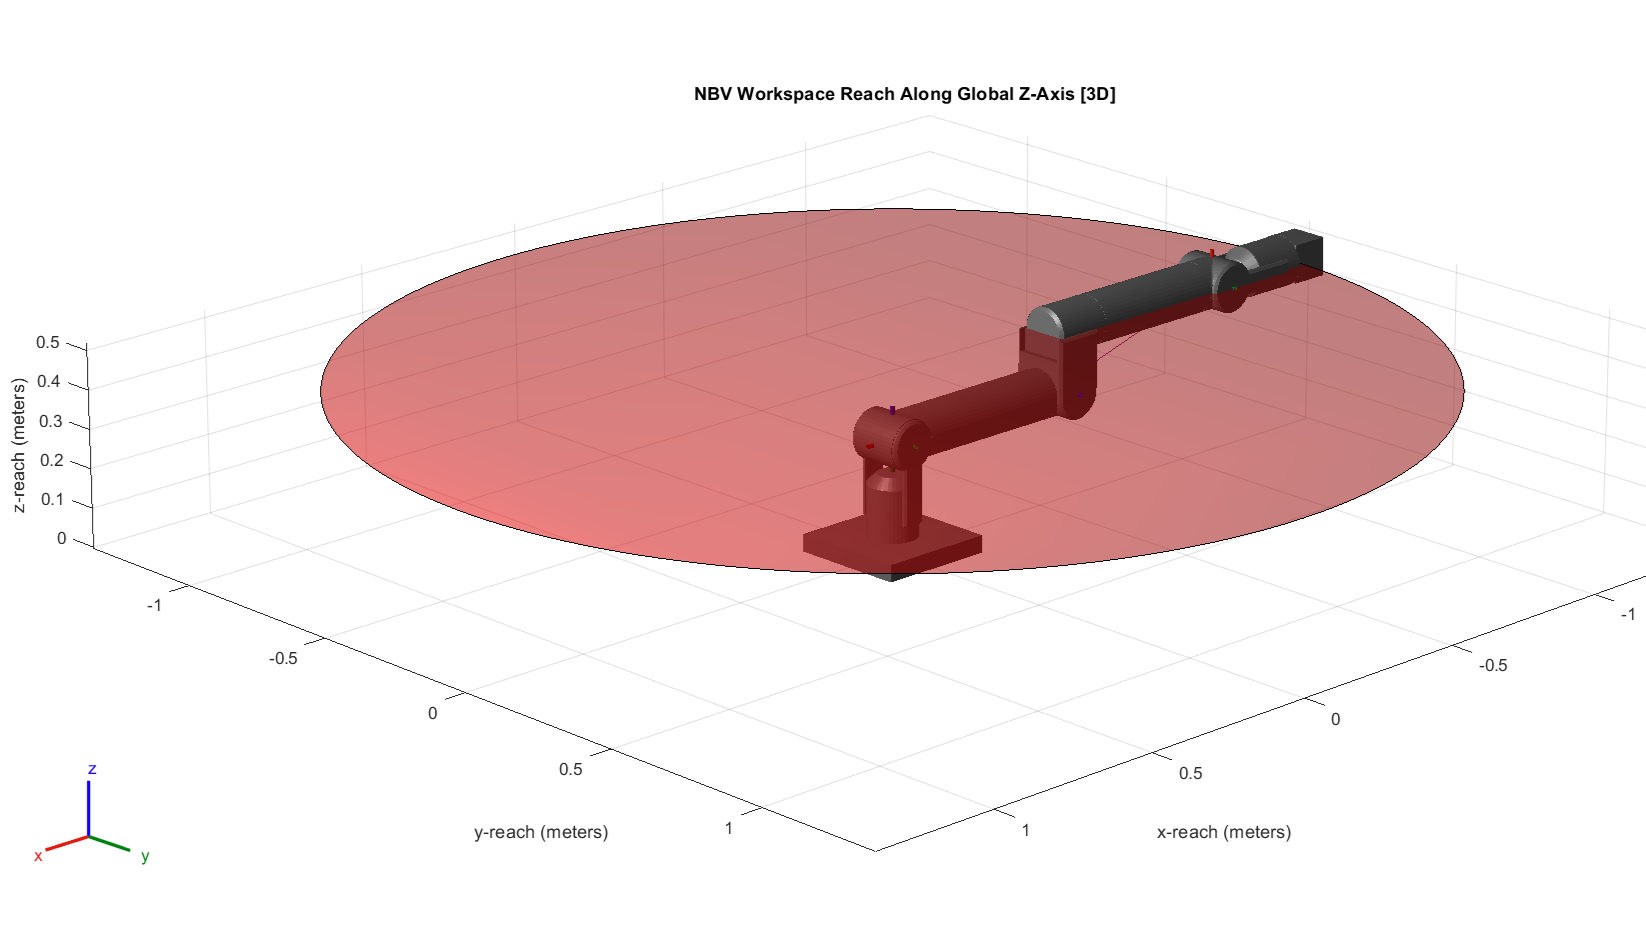 NBV Workspace Reach Along Global Z-Axis [3D]
z-reach (meters)
0.5
0.4
0.3
0.2
0.1
0
-1
-0.5
0
0.5
1
y-reach (meters)
-1
-0.5
0
0.5
1
x-reach (meters)
z
x
y